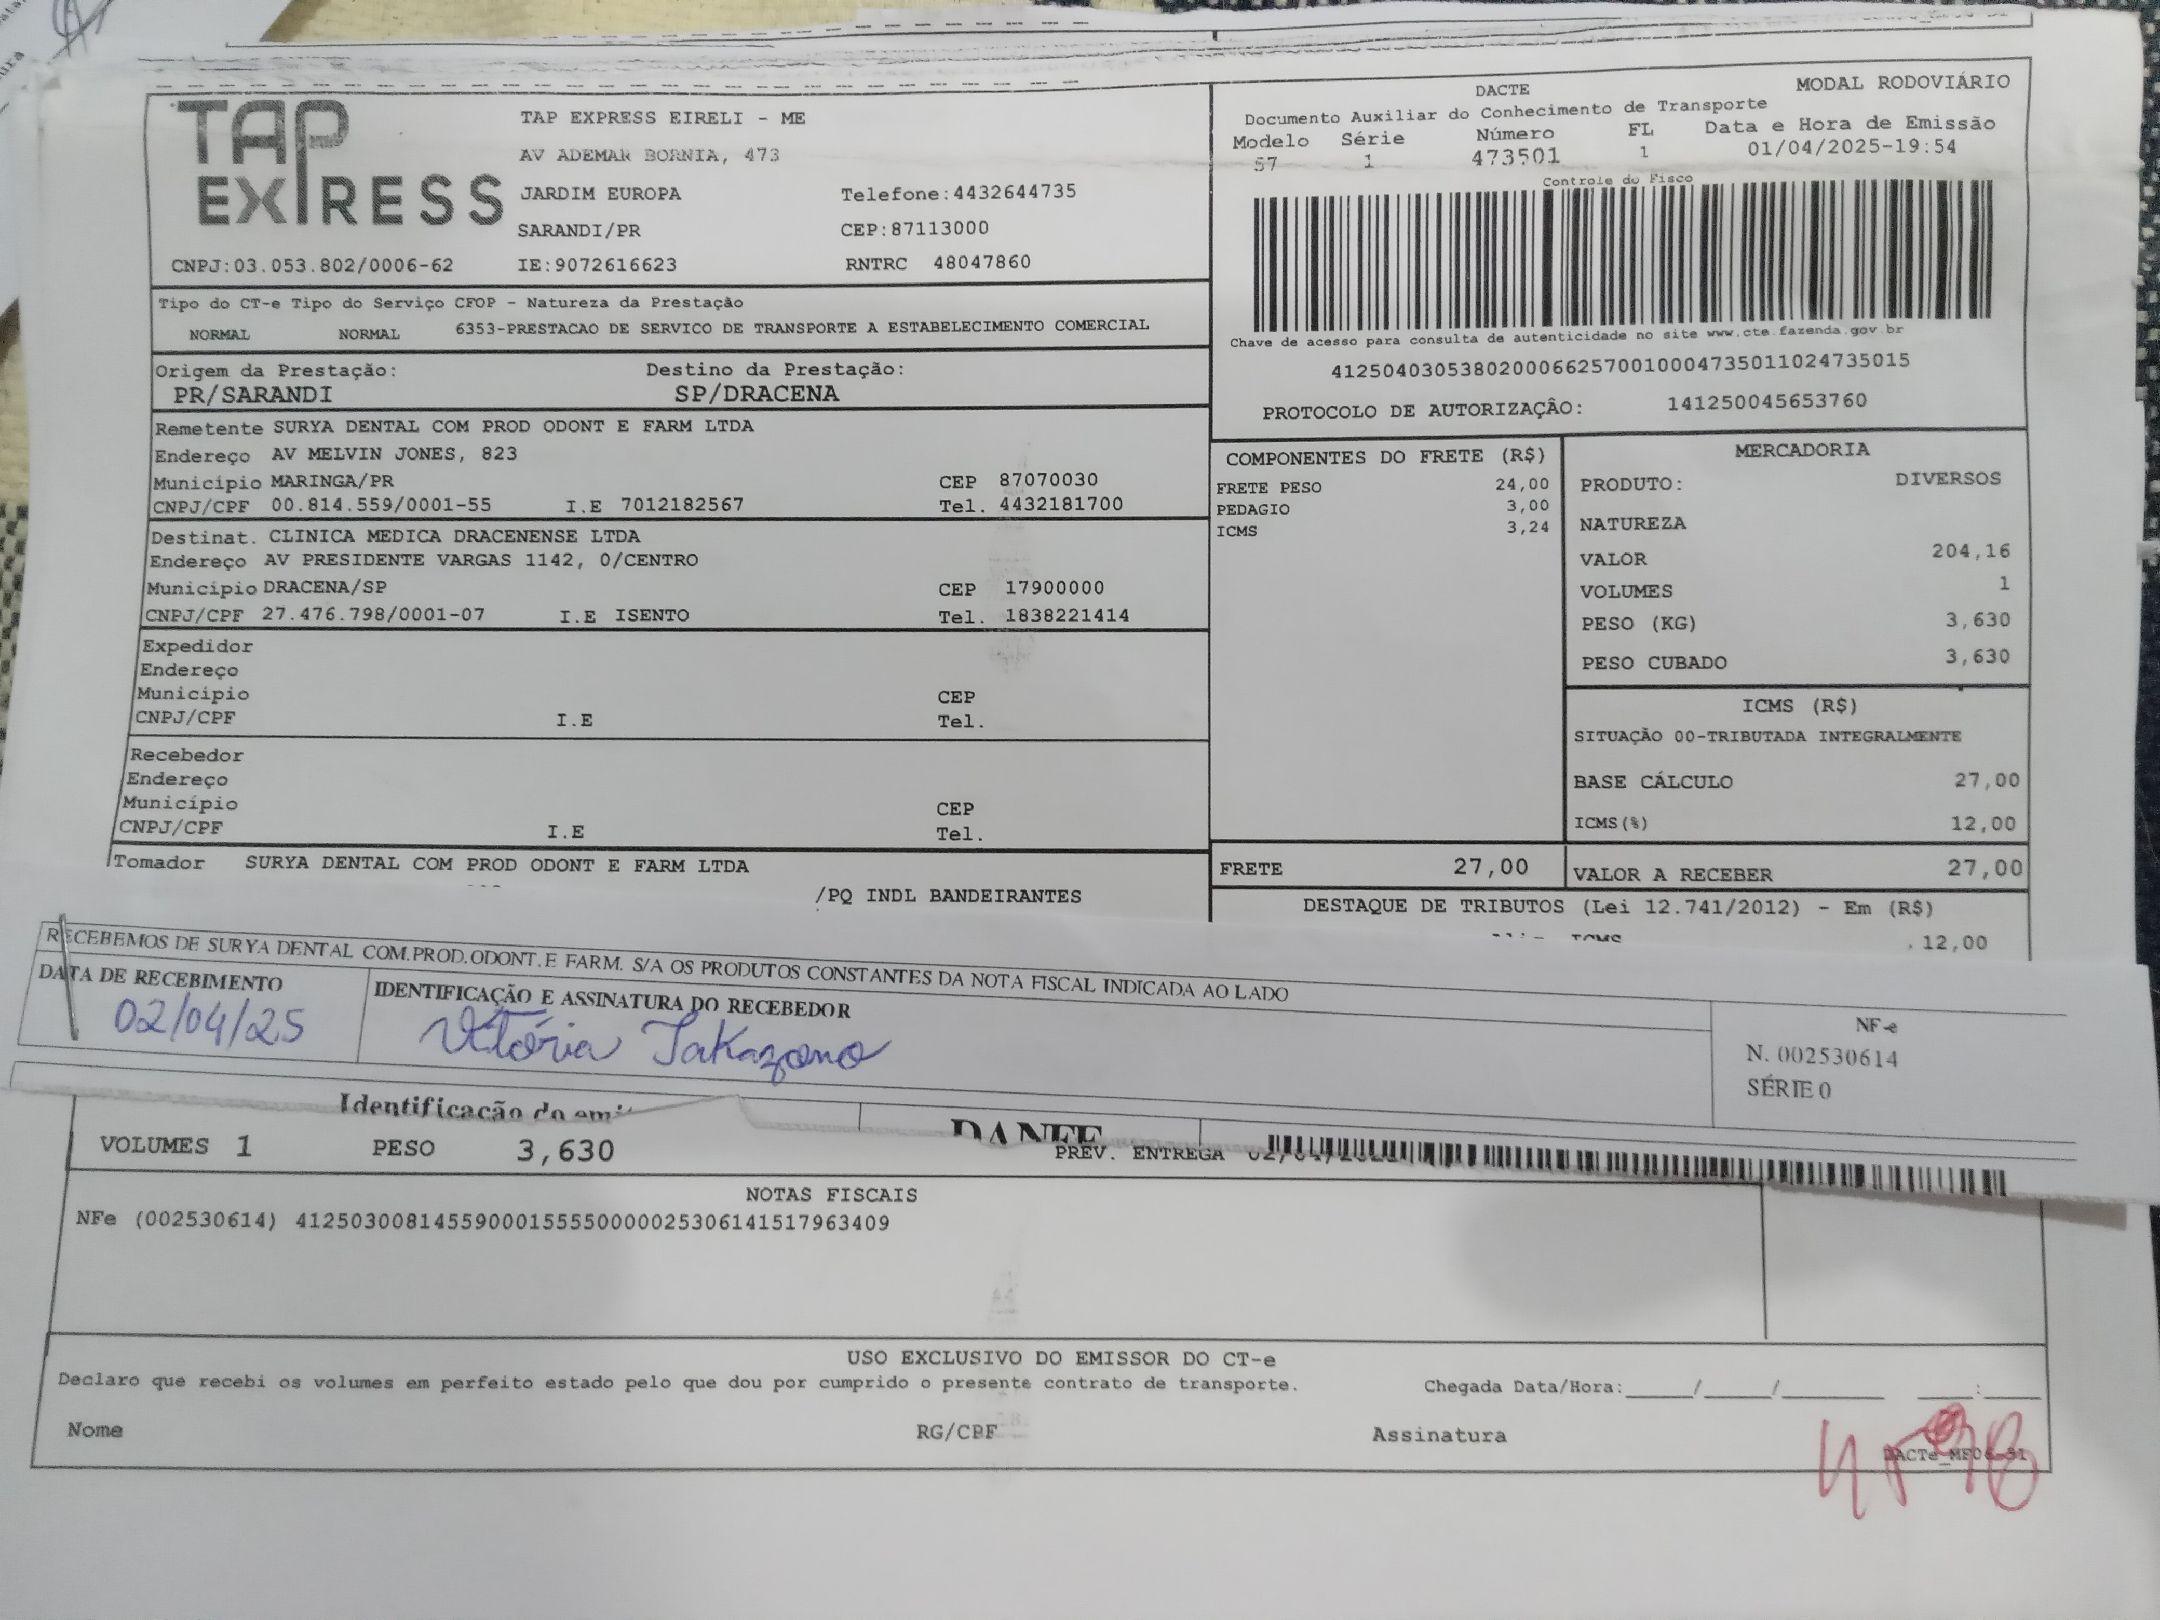 TAP EXPRESS
TAP EXPRESS EIRELI - ME
AV ADEMAR BORNIA, 473
JARDIM EUROPA Telefone:4432644735
SARANDI/PR CEP:87113000
CNPJ:03.053.802/0006-62 IE:9072616623 RNTRC 48047860
DACTE MODAL RODOVIÁRIO
Documento Auxiliar do Conhecimento de Transporte
Modelo Série Número FL Data e Hora de Emissão
57 1 473501 1 01/04/2025-19:54
Controle do Fisco
Chave de acesso para consulta de autenticidade no site www.cte.fazenda.gov.br
41250403053802000662570010004735011024735015
PROTOCOLO DE AUTORIZAÇÂO: 141250045653760
Tipo do CT-e Tipo do Serviço CFOP - Natureza da Prestação
NORMAL NORMAL 6353-PRESTACAO DE SERVICO DE TRANSPORTE A ESTABELECIMENTO COMERCIAL
Origem da Prestação: Destino da Prestação:
PR/SARANDI SP/DRACENA
Remetente SURYA DENTAL COM PROD ODONT E FARM LTDA
Endereço AV MELVIN JONES, 823
Município MARINGA/PR CEP 87070030
CNPJ/CPF 00.814.559/0001-55 I.E 7012182567 Tel. 4432181700
Destinat. CLINICA MEDICA DRACENENSE LTDA
Endereço AV PRESIDENTE VARGAS 1142, 0/CENTRO
Município DRACENA/SP CEP 17900000
CNPJ/CPF 27.476.798/0001-07 I.E ISENTO Tel. 1838221414
Expedidor
Endereço
Município CEP
CNPJ/CPF I.E Tel.
Recebedor
Endereço
Município CEP
CNPJ/CPF I.E Tel.
Tomador SURYA DENTAL COM PROD ODONT E FARM LTDA
/PQ INDL BANDEIRANTES
COMPONENTES DO FRETE (R$)
FRETE PESO 24,00
PEDAGIO 3,00
ICMS 3,24
MERCADORIA
PRODUTO: DIVERSOS
NATUREZA
VALOR 204,16
VOLUMES 1
PESO (KG) 3,630
PESO CUBADO 3,630
ICMS (R$)
SITUAÇÃO 00-TRIBUTADA INTEGRALMENTE
BASE CÁLCULO 27,00
ICMS(%) 12,00
FRETE 27,00 VALOR A RECEBER 27,00
DESTAQUE DE TRIBUTOS (Lei 12.741/2012) - Em (R$)
ICMS 12,00
RECEBEMOS DE SURYA DENTAL COM.PROD.ODONT.E FARM. S/A OS PRODUTOS CONSTANTES DA NOTA FISCAL INDICADA AO LADO
DATA DE RECEBIMENTO IDENTIFICAÇÃO E ASSINATURA DO RECEBEDOR
02/04/25 Vitória Takazono
NF-e
N. 002530614
SÉRIE 0
Identificação do
DANFE
VOLUMES 1 PESO 3,630 PREV. ENTREGA
NOTAS FISCAIS
NFe (002530614) 41250300814559000155550000025306141517963409
USO EXCLUSIVO DO EMISSOR DO CT-e
Declaro que recebi os volumes em perfeito estado pelo que dou por cumprido o presente contrato de transporte. Chegada Data/Hora:____/____/______ ___:___
Nome RG/CPF Assinatura
DACTe_MF06-31